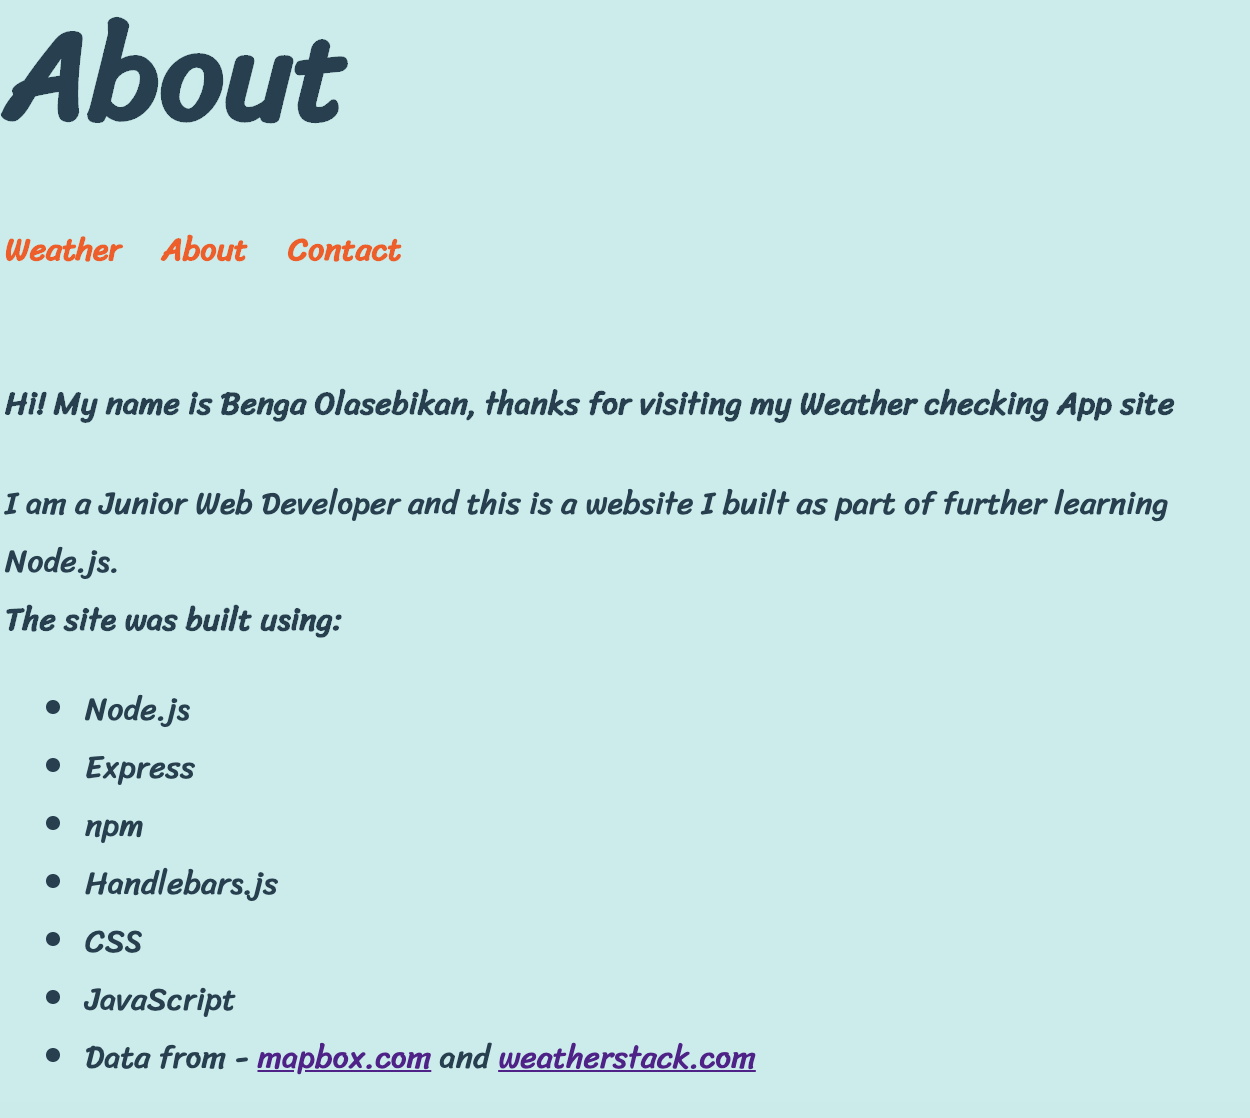 About
Weather About Contact
Hi! My name is Benga Olasebikan, thanks for visiting my Weather checking App site
I am a Junior Web Developer and this is a website I built as part of further learning
Node.js.
The site was built using:
• Node.js
• Express
• npm
• Handlebars.js
• CSS
• JavaScript
• Data from - mapbox.com and weatherstack.com